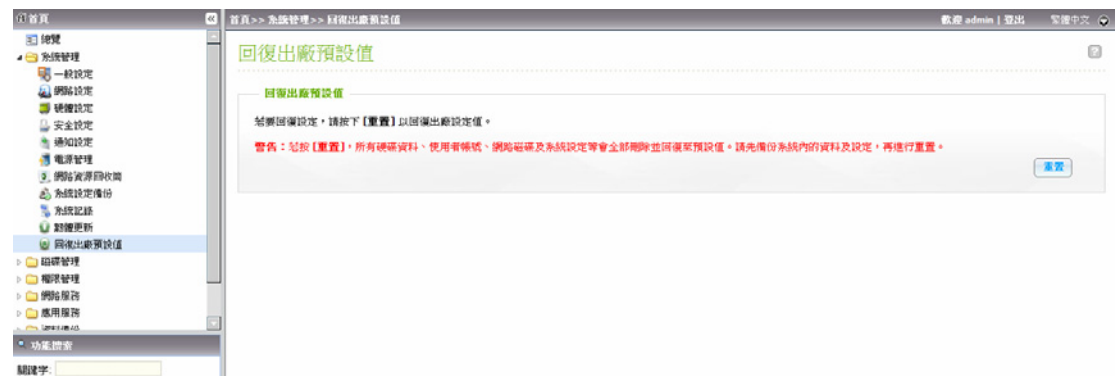 首頁
首頁>> 系統管理>> 回復出廠預設值
歡迎 admin | 登出
繁體中文
總覽
系統管理
一般設定
網路設定
硬體設定
安全設定
通知設定
電源管理
網路資源回收筒
系統設定備份
系統記錄
韌體更新
回復出廠預設值
磁碟管理
權限管理
網路服務
應用服務
資料備份
功能搜索
關鍵字:
回復出廠預設值
回復出廠預設值
若要回復設定,請按下 [重置] 以回復出廠設定值。
警告:若按 [重置],所有硬碟資料、使用者帳號、網路磁碟及系統設定等會全部刪除並回復至預設值。請先備份系統內的資料及設定,再進行重置。
重置